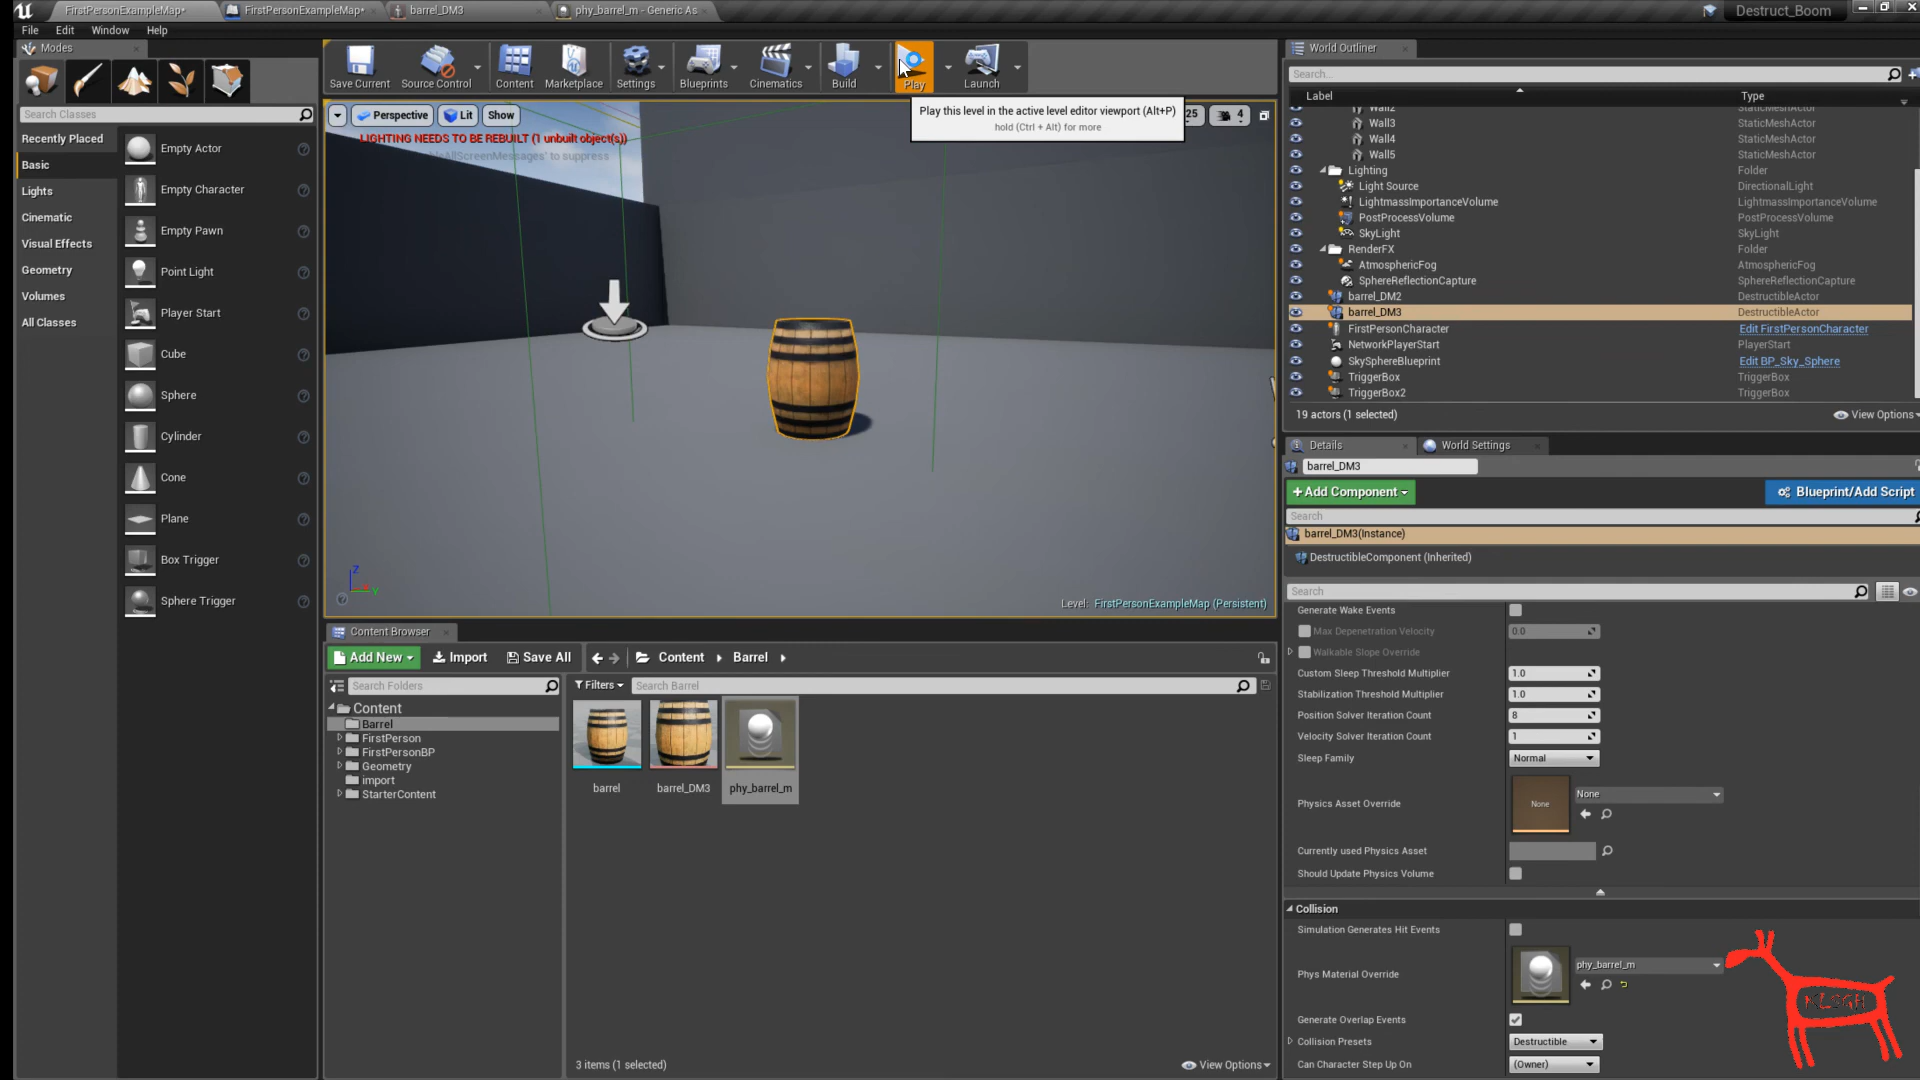 FirstPersonExampleMap*
FirstPersonExampleMap*
barrel_DM3
phy_barrel_m - Generic As
Destruct_Boom
File
Edit
Window
Help
Modes
Search Classes
Recently Placed
Basic
Lights
Cinematic
Visual Effects
Geometry
Volumes
All Classes
Empty Actor
Empty Character
Empty Pawn
Point Light
Player Start
Cube
Sphere
Cylinder
Cone
Plane
Box Trigger
Sphere Trigger
Save Current
Source Control
Content
Marketplace
Settings
Blueprints
Cinematics
Build
Play
Launch
Play this level in the active level editor viewport (Alt+P)
hold (Ctrl + Alt) for more
Perspective
Lit
Show
25
4
LIGHTING NEEDS TO BE REBUILT (1 unbuilt object(s))
AllScreenMessages' to suppress
Z
Y
Level: FirstPersonExampleMap (Persistent)
Content Browser
Add New
Import
Save All
Content
Barrel
Search Folders
Filters
Search Barrel
Content
Barrel
FirstPerson
FirstPersonBP
Geometry
import
StarterContent
barrel
barrel_DM3
phy_barrel_m
3 items (1 selected)
View Options
World Outliner
Search...
Label
Type
Wall2
StaticMeshActor
Wall3
StaticMeshActor
Wall4
StaticMeshActor
Wall5
StaticMeshActor
Lighting
Folder
Light Source
DirectionalLight
LightmassImportanceVolume
LightmassImportanceVolume
PostProcessVolume
PostProcessVolume
SkyLight
SkyLight
RenderFX
Folder
AtmosphericFog
AtmosphericFog
SphereReflectionCapture
SphereReflectionCapture
barrel_DM2
DestructibleActor
barrel_DM3
DestructibleActor
FirstPersonCharacter
Edit FirstPersonCharacter
NetworkPlayerStart
PlayerStart
SkySphereBlueprint
Edit BP_Sky_Sphere
TriggerBox
TriggerBox
TriggerBox2
TriggerBox
19 actors (1 selected)
View Options
Details
World Settings
barrel_DM3
+Add Component
Blueprint/Add Script
Search
barrel_DM3(Instance)
DestructibleComponent (Inherited)
Search
Generate Wake Events
Max Depenetration Velocity
0.0
Walkable Slope Override
Custom Sleep Threshold Multiplier
1.0
Stabilization Threshold Multiplier
1.0
Position Solver Iteration Count
8
Velocity Solver Iteration Count
1
Sleep Family
Normal
Physics Asset Override
None
None
Currently used Physics Asset
Should Update Physics Volume
Collision
Simulation Generates Hit Events
Phys Material Override
phy_barrel_m
Generate Overlap Events
Collision Presets
Destructible
Can Character Step Up On
(Owner)